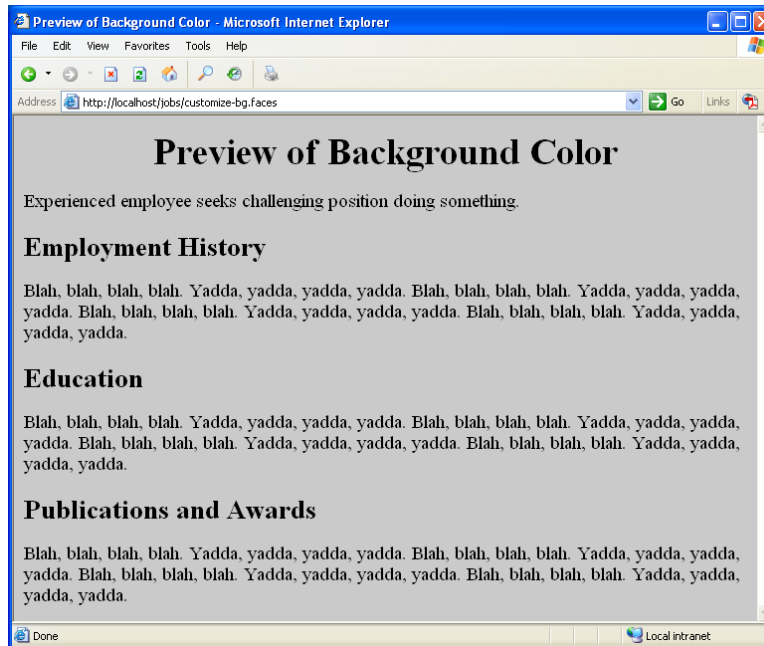 Preview of Background Color - Microsoft Internet Explorer
File Edit View Favorites Tools Help
Address http://localhost/jobs/customize-bg.faces Go Links
Preview of Background Color
Experienced employee seeks challenging position doing something.
Employment History
Blah, blah, blah, blah. Yadda, yadda, yadda, yadda. Blah, blah, blah, blah. Yadda, yadda, yadda,
yadda. Blah, blah, blah, blah. Yadda, yadda, yadda, yadda. Blah, blah, blah, blah. Yadda, yadda,
yadda, yadda.
Education
Blah, blah, blah, blah. Yadda, yadda, yadda, yadda. Blah, blah, blah, blah. Yadda, yadda, yadda,
yadda. Blah, blah, blah, blah. Yadda, yadda, yadda, yadda. Blah, blah, blah, blah. Yadda, yadda,
yadda, yadda.
Publications and Awards
Blah, blah, blah, blah. Yadda, yadda, yadda, yadda. Blah, blah, blah, blah. Yadda, yadda, yadda,
yadda. Blah, blah, blah, blah. Yadda, yadda, yadda, yadda. Blah, blah, blah, blah. Yadda, yadda,
yadda, yadda.
Done Local intranet